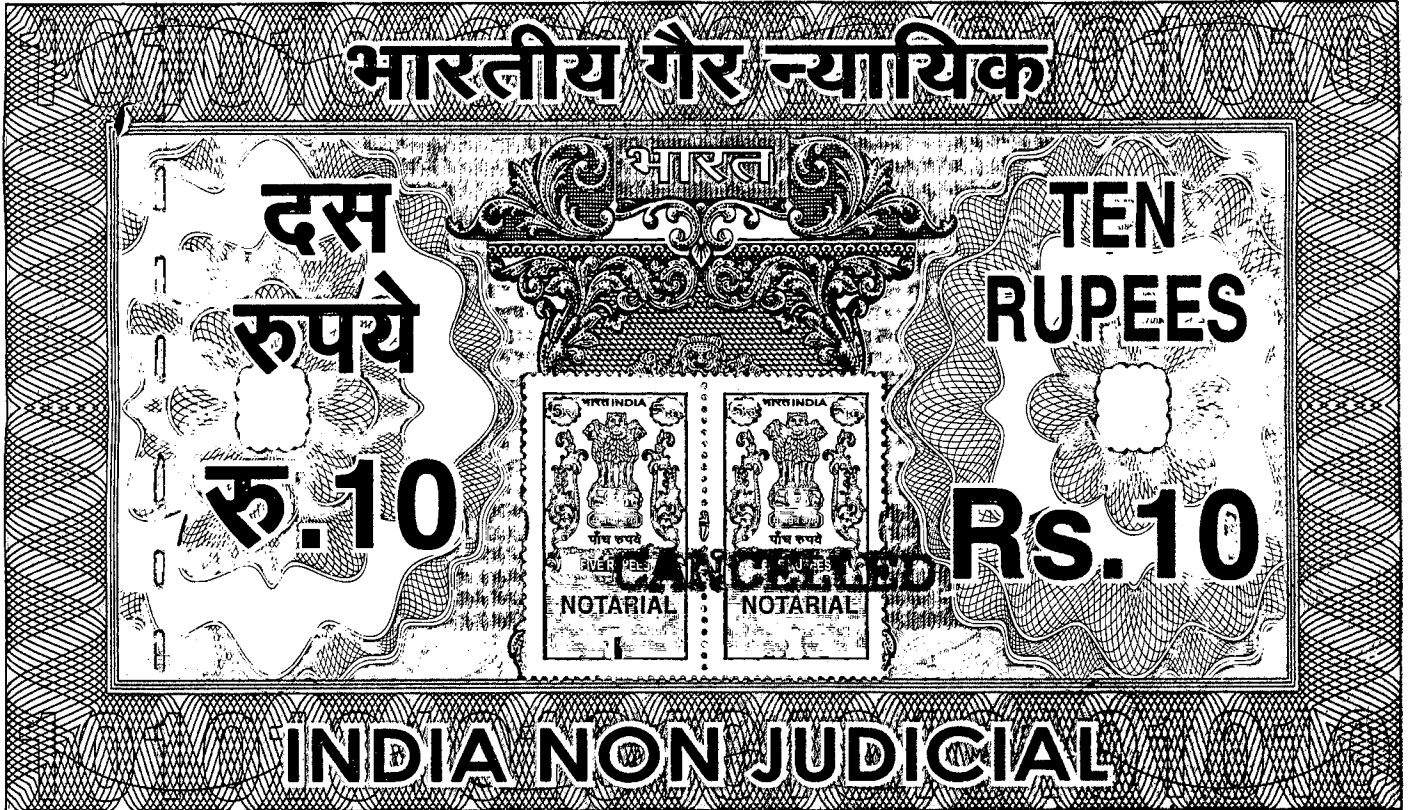 भारतीय गैर न्यायिक
भारत
दस
रुपये
रु.10
TEN
RUPEES
Rs.10
भारत INDIA
पाँच रुपये
FIVE RUPEES
NOTARIAL
भारत INDIA
पाँच रुपये
RUPEES
NOTARIAL
CANCELLED
INDIA NON JUDICIAL